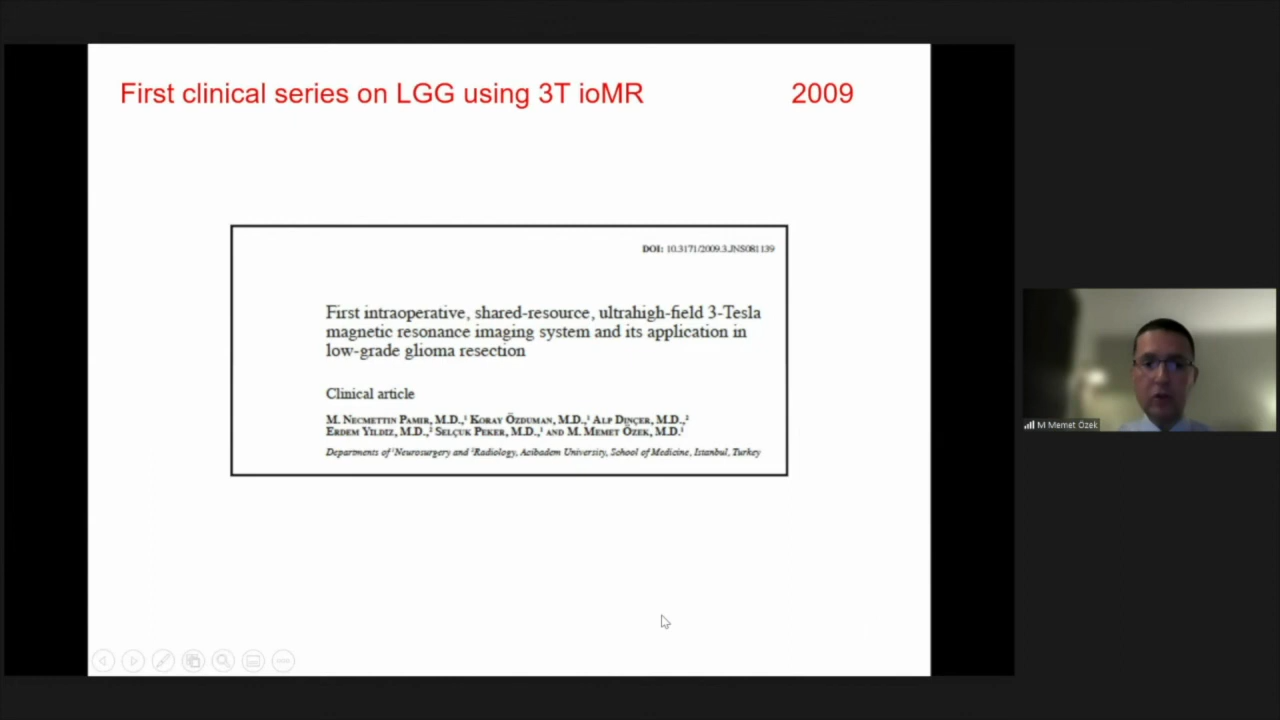 First clinical series on LGG using 3T ioMR 2009
DOI: 10.3171/2009.3.JNS081139
First intraoperative, shared-resource, ultrahigh-field 3-Tesla
magnetic resonance imaging system and its application in
low-grade glioma resection
Clinical article
M. Necmettin Pamir, M.D.,¹ Koray Özduman, M.D.,¹ Alp Dinçer, M.D.,²
Erdem Yildiz, M.D.,² Selçuk Peker, M.D.,¹ and M. Memet Özek, M.D.¹
Departments of ¹Neurosurgery and ²Radiology, Acibadem University, School of Medicine, Istanbul, Turkey
M Memet Özek